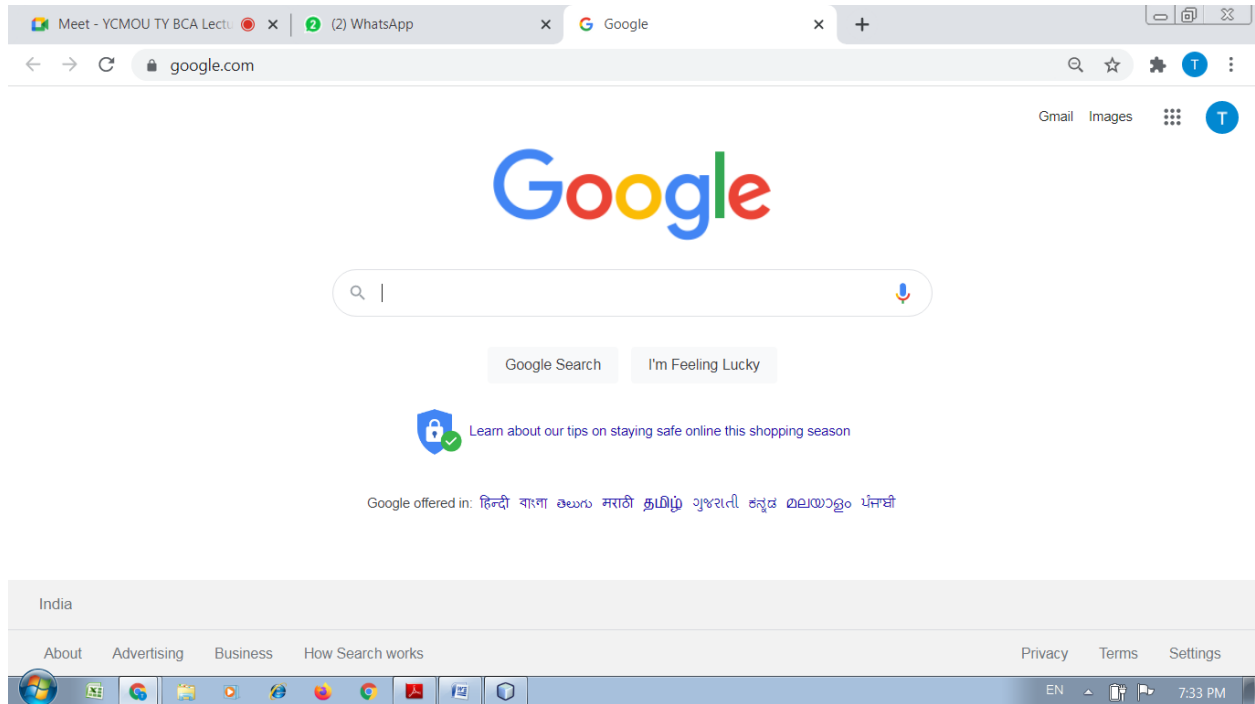 Meet - YCMOU TY BCA Lectu
2 (2) WhatsApp
Google
google.com
T
Gmail Images T
Google
Google Search I'm Feeling Lucky
Learn about our tips on staying safe online this shopping season
Google offered in: हिन्दी বাংলা తెలుగు मराठी தமிழ் ગુજરાતી ಕನ್ನಡ മലയാളം ਪੰਜਾਬੀ
India
About Advertising Business How Search works Privacy Terms Settings
EN 7:33 PM